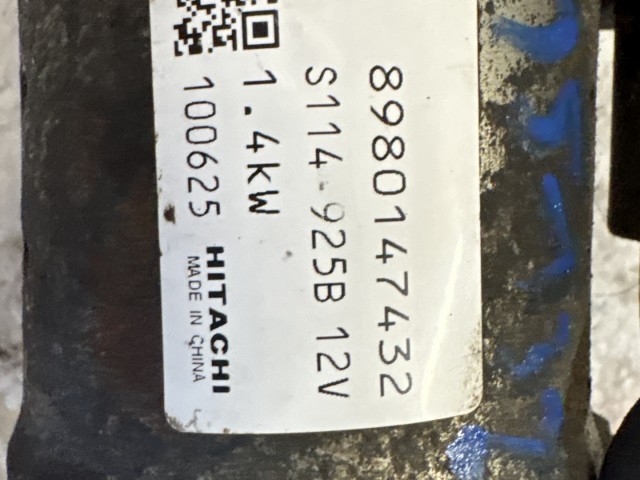 8980147432
S114-925B 12V
1.4kW
100625 HITACHI
MADE IN CHINA